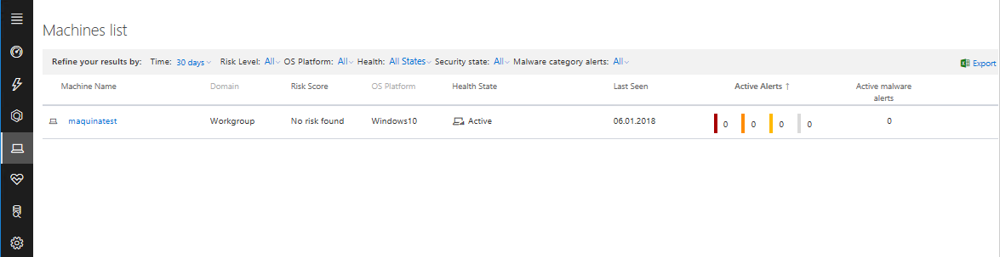 Machines list
Refine your results by: Time: 30 days Risk Level: All OS Platform: All Health: All States Security state: All Malware category alerts: All
Export
Machine Name Domain Risk Score OS Platform Health State Last Seen Active Alerts ↑ Active malware
alerts
maquinatest Workgroup No risk found Windows10 Active 06.01.2018 0 0 0 0 0